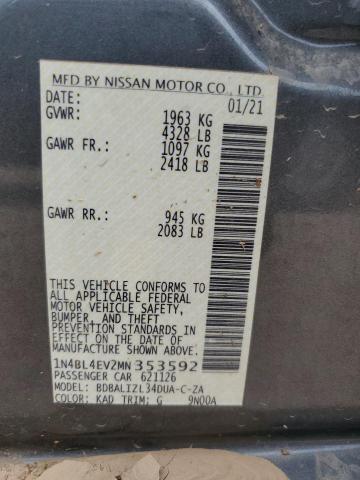 MFD BY NISSAN MOTOR CO., LTD
DATE: 01/21
GVWR: 1963 KG
4328 LB
GAWR FR: 1097 KG
2418 LB
GAWR RR: 945 KG
2083 LB
THIS VEHICLE CONFORMS TO
ALL APPLICABLE FEDERAL
MOTOR VEHICLE SAFETY,
BUMPER, AND THEFT
PREVENTION STANDARDS IN
EFFECT ON THE DATE OF
MANUFACTURE SHOWN ABOVE.
1N4BL4EV2MN353592
PASSENGER CAR 621126
MODEL: BDBALIZL34DUA-C-ZA
COLOR: KAD TRIM: G 9N00A